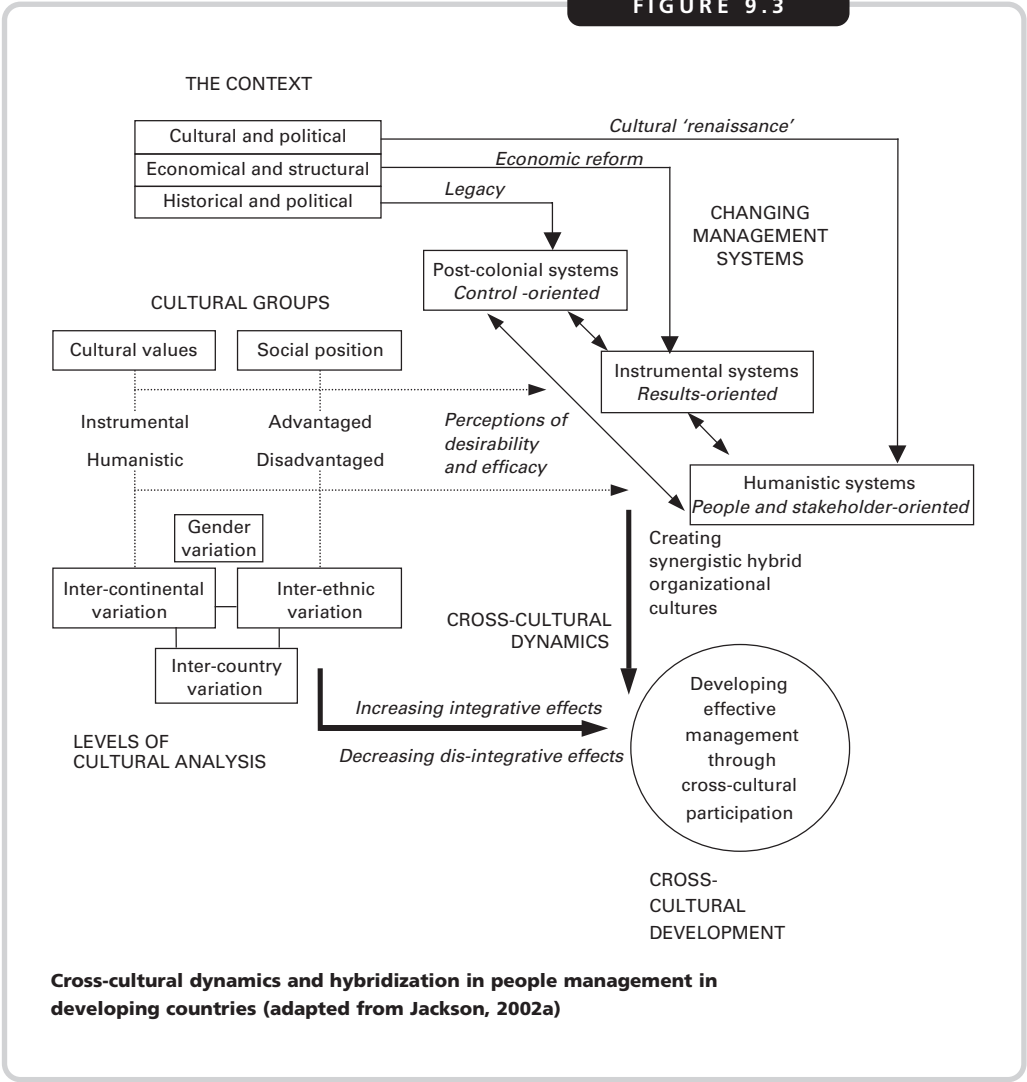 FIGURE 9.3
THE CONTEXT
Cultural and political
Economical and structural
Historical and political
Cultural ‘renaissance’
Economic reform
Legacy
CHANGING
MANAGEMENT
SYSTEMS
Post-colonial systems
Control -oriented
CULTURAL GROUPS
Cultural values
Social position
Instrumental systems
Results-oriented
Instrumental
Advantaged
Humanistic
Disadvantaged
Perceptions of
desirability
and efficacy
Humanistic systems
People and stakeholder-oriented
Gender
variation
Inter-continental
variation
Inter-ethnic
variation
Inter-country
variation
Creating
synergistic hybrid
organizational
cultures
CROSS-CULTURAL
DYNAMICS
Increasing integrative effects
Decreasing dis-integrative effects
LEVELS OF
CULTURAL ANALYSIS
Developing
effective
management
through
cross-cultural
participation
CROSS-
CULTURAL
DEVELOPMENT
Cross-cultural dynamics and hybridization in people management in
developing countries (adapted from Jackson, 2002a)